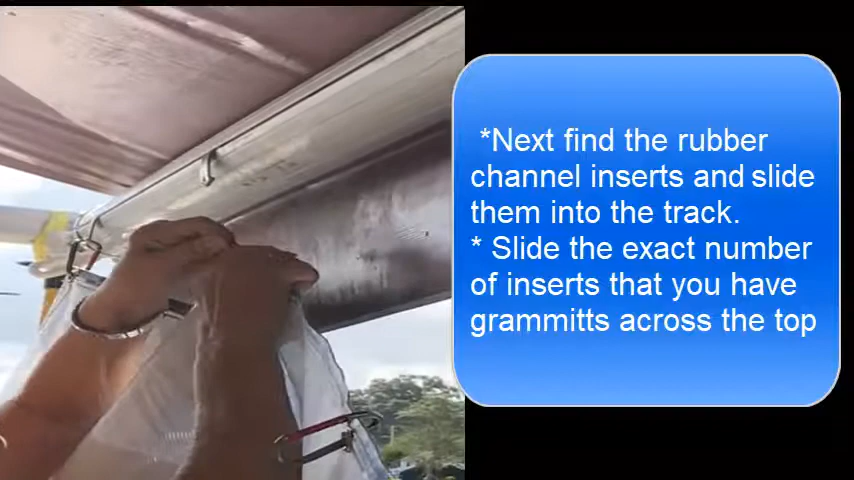 *Next find the rubber
channel inserts and slide
them into the track.
* Slide the exact number
of inserts that you have
grammitts across the top